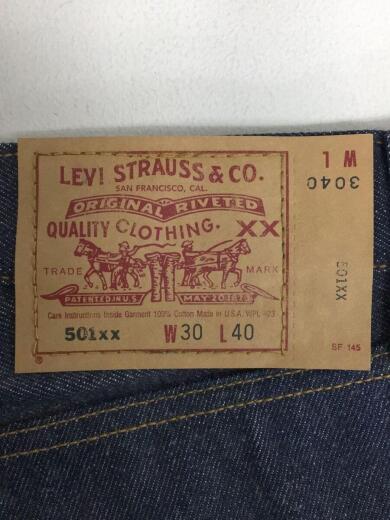 LEVI STRAUSS & CO.
SAN FRANCISCO, CAL.
ORIGINAL RIVETED
QUALITY CLOTHING. XX
TRADE MARK
PATENTED IN U.S. MAY 20 1873
Care Instructions Inside Garment 100% Cotton Made in U.S.A. WPL 423
501xx W30 L40
®
W L
3040
501XX
SF 145